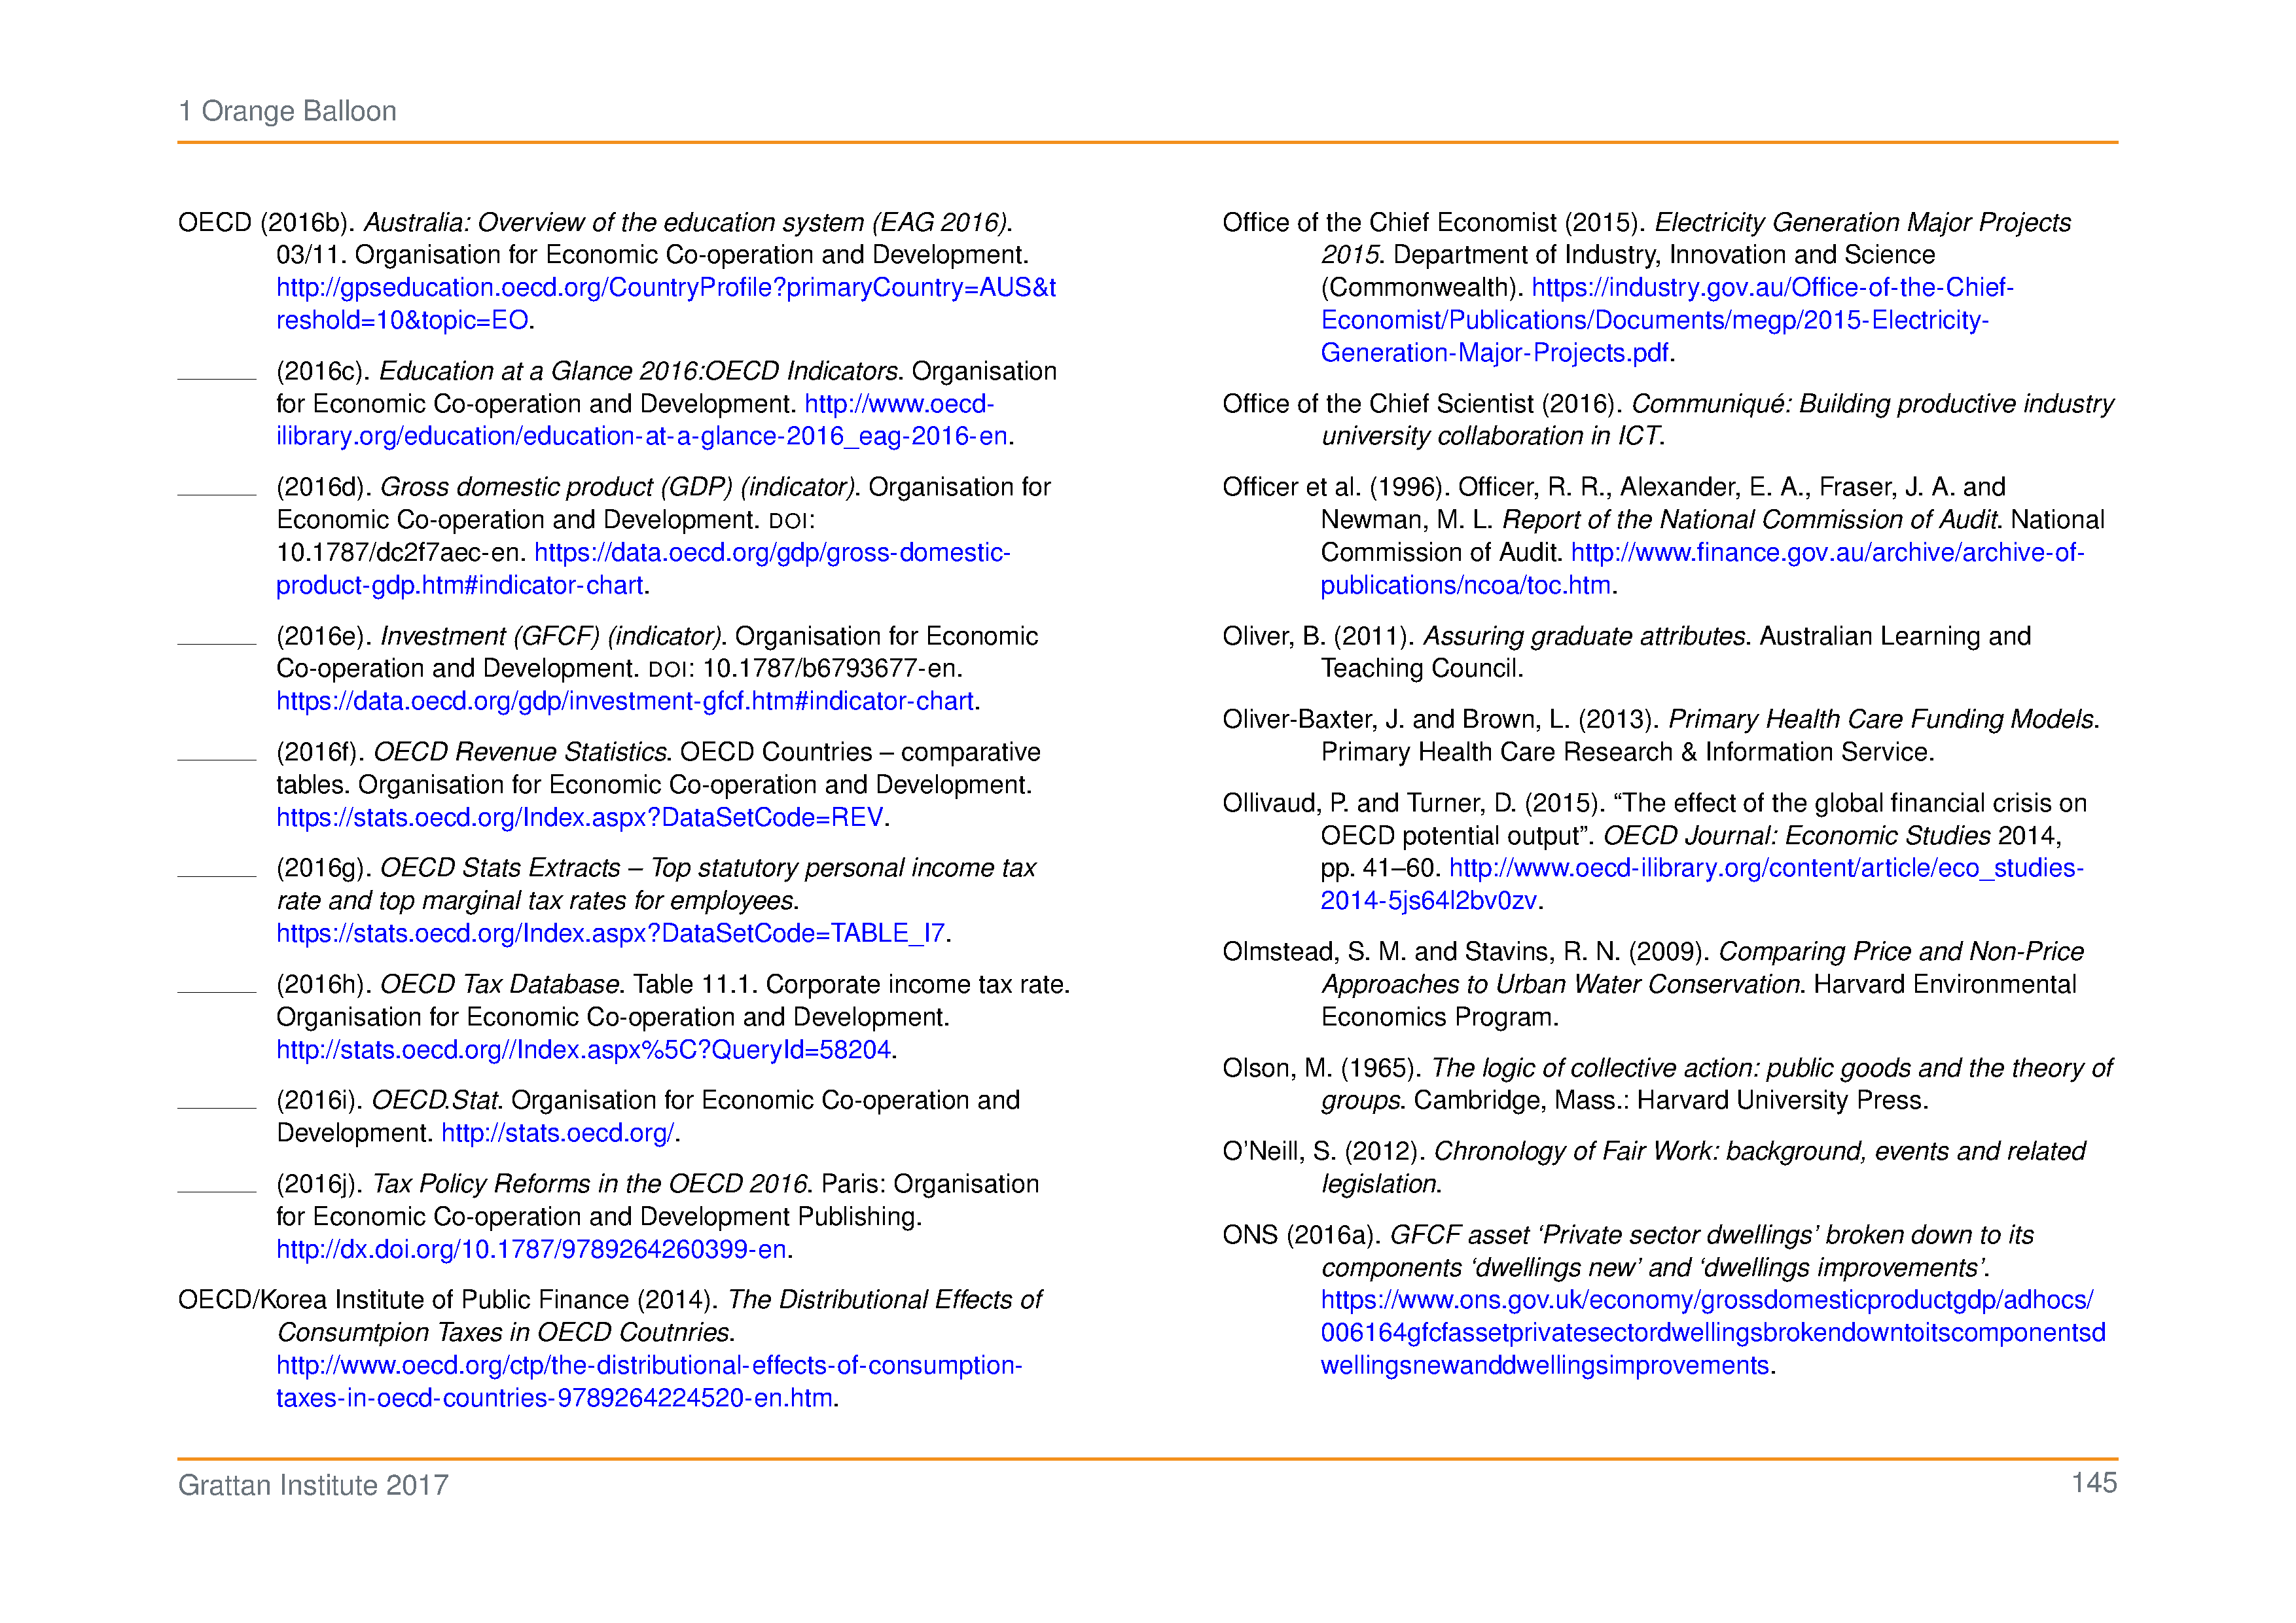 1 Orange Balloon
OECD (2016b). Australia: Overview of the education system (EAG 2016).
03/11. Organisation for Economic Co-operation and Development.
http://gpseducation.oecd.org/CountryProfile?primaryCountry=AUS&t
reshold=10&topic=EO.
(2016c). Education at a Glance 2016:OECD Indicators. Organisation
for Economic Co-operation and Development. http://www.oecd-
ilibrary.org/education/education-at-a-glance-2016_eag-2016-en.
(2016d). Gross domestic product (GDP) (indicator). Organisation for
Economic Co-operation and Development. DOI:
10.1787/dc2f7aec-en. https://data.oecd.org/gdp/gross-domestic-
product-gdp.htm#indicator-chart.
(2016e). Investment (GFCF) (indicator). Organisation for Economic
Co-operation and Development. DOI: 10.1787/b6793677-en.
https://data.oecd.org/gdp/investment-gfcf.htm#indicator-chart.
(2016f). OECD Revenue Statistics. OECD Countries – comparative
tables. Organisation for Economic Co-operation and Development.
https://stats.oecd.org/Index.aspx?DataSetCode=REV.
(2016g). OECD Stats Extracts – Top statutory personal income tax
rate and top marginal tax rates for employees.
https://stats.oecd.org/Index.aspx?DataSetCode=TABLE_I7.
(2016h). OECD Tax Database. Table 11.1. Corporate income tax rate.
Organisation for Economic Co-operation and Development.
http://stats.oecd.org//Index.aspx%5C?QueryId=58204.
(2016i). OECD.Stat. Organisation for Economic Co-operation and
Development. http://stats.oecd.org/.
(2016j). Tax Policy Reforms in the OECD 2016. Paris: Organisation
for Economic Co-operation and Development Publishing.
http://dx.doi.org/10.1787/9789264260399-en.
OECD/Korea Institute of Public Finance (2014). The Distributional Effects of
Consumtpion Taxes in OECD Coutnries.
http://www.oecd.org/ctp/the-distributional-effects-of-consumption-
taxes-in-oecd-countries-9789264224520-en.htm.
Office of the Chief Economist (2015). Electricity Generation Major Projects
2015. Department of Industry, Innovation and Science
(Commonwealth). https://industry.gov.au/Office-of-the-Chief-
Economist/Publications/Documents/megp/2015-Electricity-
Generation-Major-Projects.pdf.
Office of the Chief Scientist (2016). Communiqué: Building productive industry
university collaboration in ICT.
Officer et al. (1996). Officer, R. R., Alexander, E. A., Fraser, J. A. and
Newman, M. L. Report of the National Commission of Audit. National
Commission of Audit. http://www.finance.gov.au/archive/archive-of-
publications/ncoa/toc.htm.
Oliver, B. (2011). Assuring graduate attributes. Australian Learning and
Teaching Council.
Oliver-Baxter, J. and Brown, L. (2013). Primary Health Care Funding Models.
Primary Health Care Research & Information Service.
Ollivaud, P. and Turner, D. (2015). “The effect of the global financial crisis on
OECD potential output”. OECD Journal: Economic Studies 2014,
pp. 41–60. http://www.oecd-ilibrary.org/content/article/eco_studies-
2014-5js64l2bv0zv.
Olmstead, S. M. and Stavins, R. N. (2009). Comparing Price and Non-Price
Approaches to Urban Water Conservation. Harvard Environmental
Economics Program.
Olson, M. (1965). The logic of collective action: public goods and the theory of
groups. Cambridge, Mass.: Harvard University Press.
O’Neill, S. (2012). Chronology of Fair Work: background, events and related
legislation.
ONS (2016a). GFCF asset ‘Private sector dwellings’ broken down to its
components ‘dwellings new’ and ‘dwellings improvements’.
https://www.ons.gov.uk/economy/grossdomesticproductgdp/adhocs/
006164gfcfassetprivatesectordwellingsbrokendowntoitscomponentsd
wellingsnewanddwellingsimprovements.
Grattan Institute 2017
145